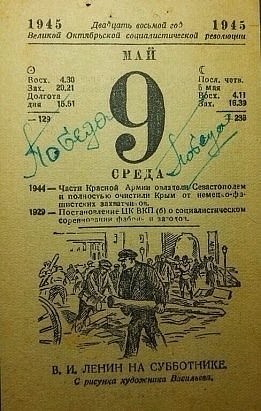 1945 Двадцать восьмой год 1945
Великой Октябрьской социалистической революции
МАЙ
Восх. 4.30
Зах. 20.21
Долгота
дня 15.51
— 129
9
Посл. четв.
5 мая
Восх. 4.11
Зах. 16.39
236
Победа
Победа
СРЕДА
1944 — Части Красной Армии овладели Севастополем
и полностью очистили Крым от немецко-фа-
шистских захватчиков.
1929 — Постановление ЦК ВКП (б) о социалистическом
соревновании фабрик и заводов.
В. И. ЛЕНИН НА СУББОТНИКЕ.
С рисунка художника Васильева.